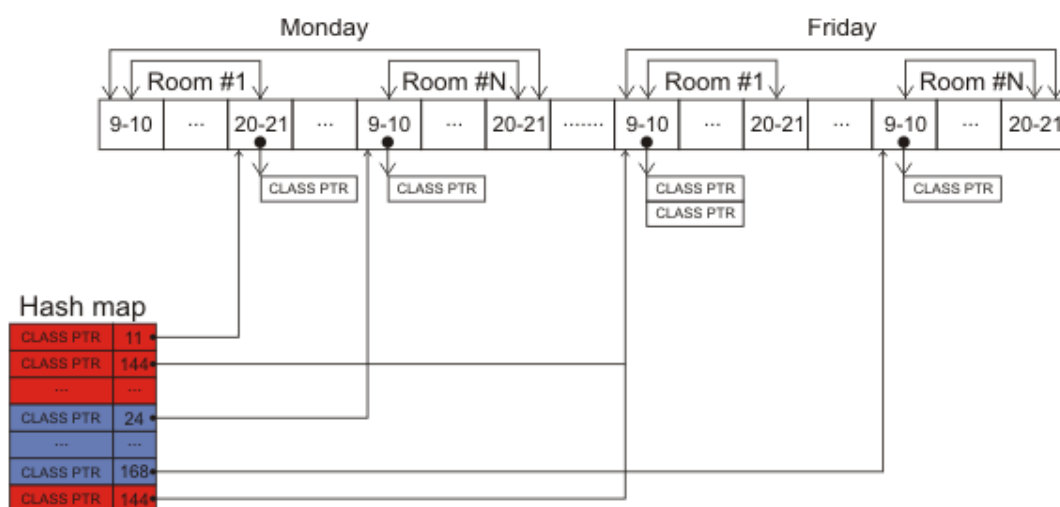 Monday Friday
Room #1 Room #N Room #1 Room #N
9-10 ... 20-21 ... 9-10 ... 20-21 ....... 9-10 ... 20-21 ... 9-10 ... 20-21
CLASS PTR CLASS PTR CLASS PTR CLASS PTR
CLASS PTR
Hash map
CLASS PTR 11
CLASS PTR 144
... ...
CLASS PTR 24
... ...
CLASS PTR 168
CLASS PTR 144